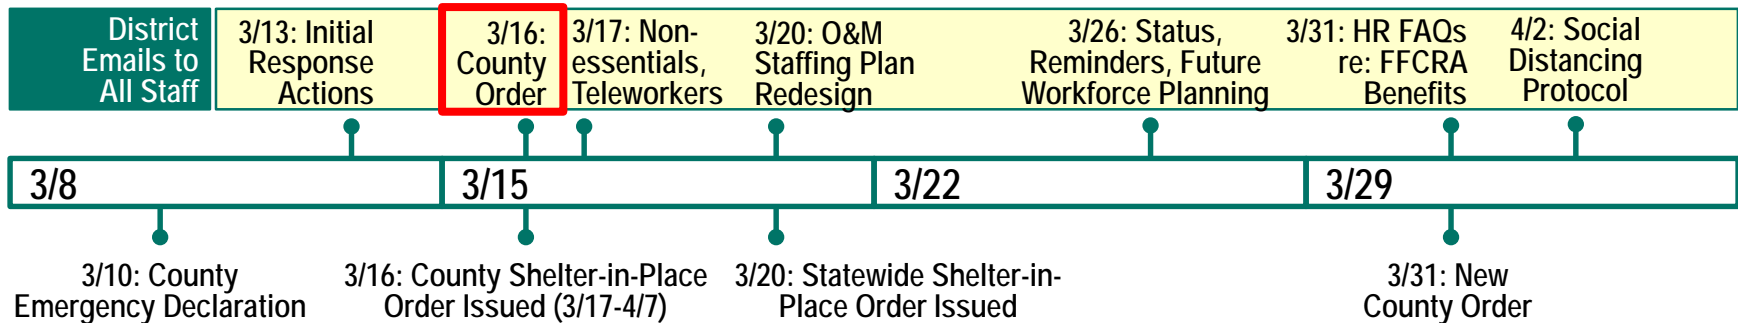 District
Emails to
All Staff
3/13: Initial
Response
Actions
3/16:
County
Order
3/17: Non-
essentials,
Teleworkers
3/20: O&M
Staffing Plan
Redesign
3/26: Status,
Reminders, Future
Workforce Planning
3/31: HR FAQs
re: FFCRA
Benefits
4/2: Social
Distancing
Protocol
3/8
3/15
3/22
3/29
3/10: County
Emergency Declaration
3/16: County Shelter-in-Place
Order Issued (3/17-4/7)
3/20: Statewide Shelter-in-
Place Order Issued
3/31: New
County Order